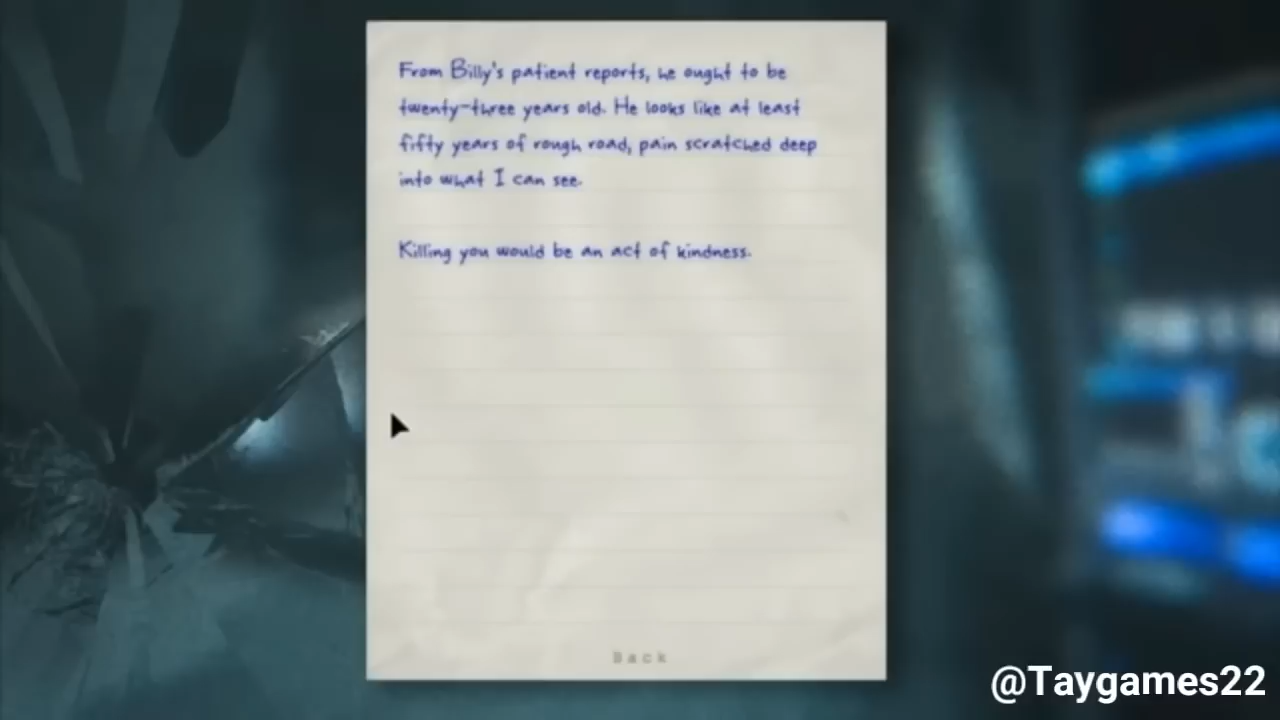 From Billy's patient reports, he ought to be
twenty-three years old. He looks like at least
fifty years of rough road, pain scratched deep
into what I can see.
Killing you would be an act of kindness.
Back
@Taygames22